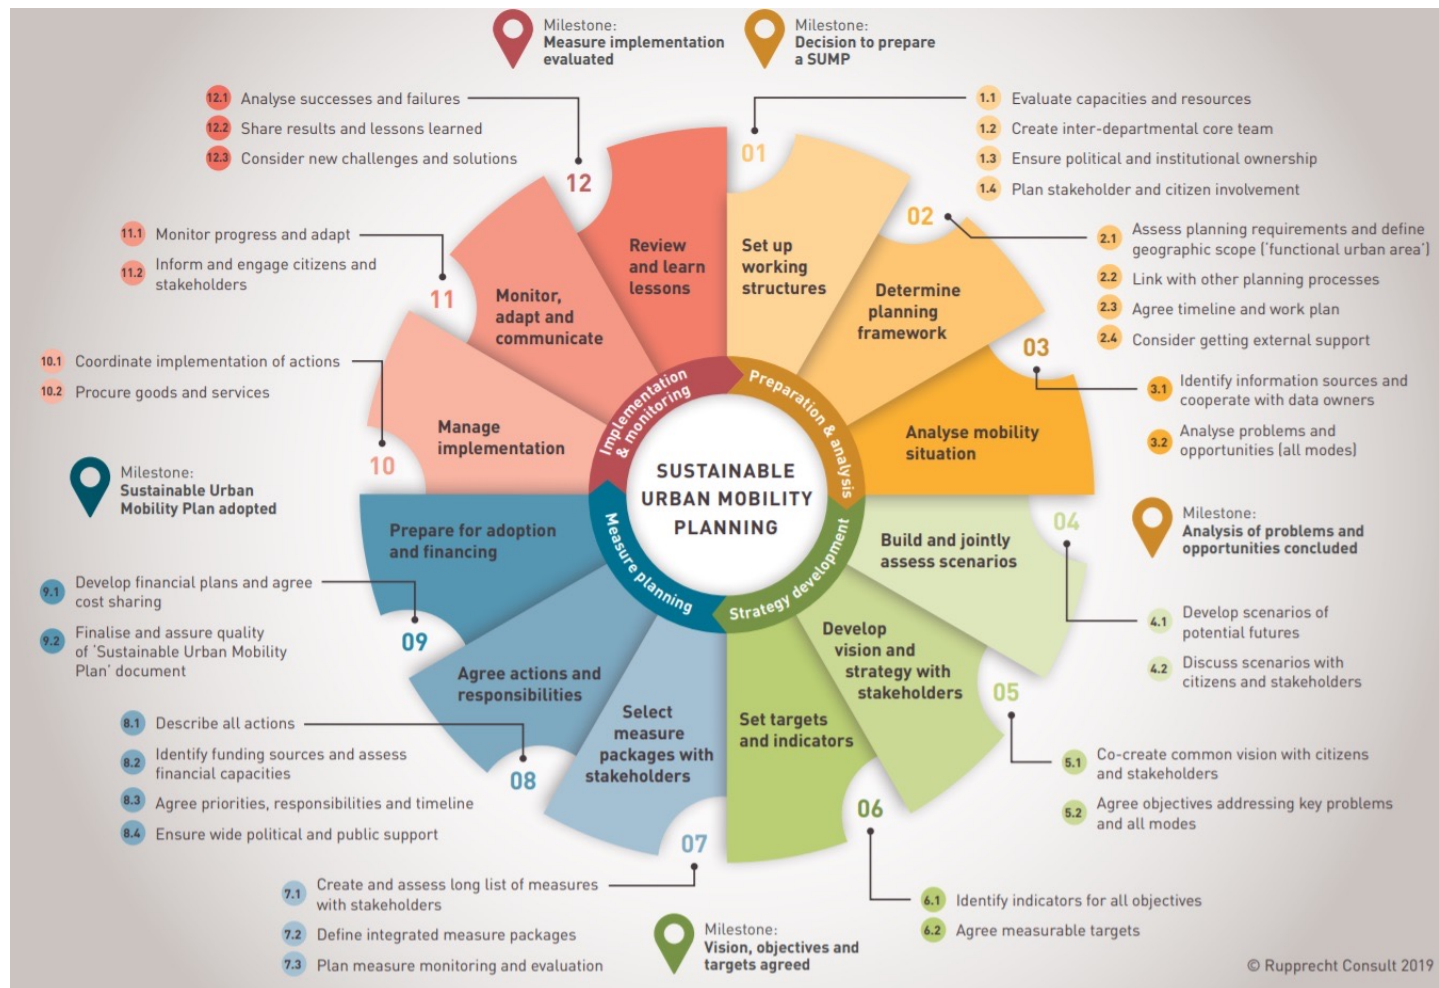 Milestone:
Measure implementation
evaluated
Milestone:
Decision to prepare
a SUMP
12.1 Analyse successes and failures
12.2 Share results and lessons learned
12.3 Consider new challenges and solutions
1.1 Evaluate capacities and resources
1.2 Create inter-departmental core team
1.3 Ensure political and institutional ownership
1.4 Plan stakeholder and citizen involvement
11.1 Monitor progress and adapt
11.2 Inform and engage citizens and
stakeholders
2.1 Assess planning requirements and define
geographic scope (‘functional urban area’)
2.2 Link with other planning processes
2.3 Agree timeline and work plan
2.4 Consider getting external support
10.1 Coordinate implementation of actions
10.2 Procure goods and services
3.1 Identify information sources and
cooperate with data owners
3.2 Analyse problems and
opportunities (all modes)
Milestone:
Sustainable Urban
Mobility Plan adopted
Milestone:
Analysis of problems and
opportunities concluded
01
Set up
working
structures
02
Determine
planning
framework
03
Analyse mobility
situation
04
Build and jointly
assess scenarios
05
Develop
vision and
strategy with
stakeholders
06
Set targets
and indicators
07
Select
measure
packages with
stakeholders
08
Agree actions and
responsibilities
09
Prepare for adoption
and financing
10
Manage
implementation
11
Monitor,
adapt and
communicate
12
Review
and learn
lessons
Preparation & analysis
Strategy development
Measure planning
Implementation
& monitoring
SUSTAINABLE
URBAN MOBILITY
PLANNING
9.1 Develop financial plans and agree
cost sharing
9.2 Finalise and assure quality
of ‘Sustainable Urban Mobility
Plan’ document
4.1 Develop scenarios of
potential futures
4.2 Discuss scenarios with
citizens and stakeholders
8.1 Describe all actions
8.2 Identify funding sources and assess
financial capacities
8.3 Agree priorities, responsibilities and timeline
8.4 Ensure wide political and public support
5.1 Co-create common vision with citizens
and stakeholders
5.2 Agree objectives addressing key problems
and all modes
7.1 Create and assess long list of measures
with stakeholders
7.2 Define integrated measure packages
7.3 Plan measure monitoring and evaluation
6.1 Identify indicators for all objectives
6.2 Agree measurable targets
Milestone:
Vision, objectives and
targets agreed
© Rupprecht Consult 2019